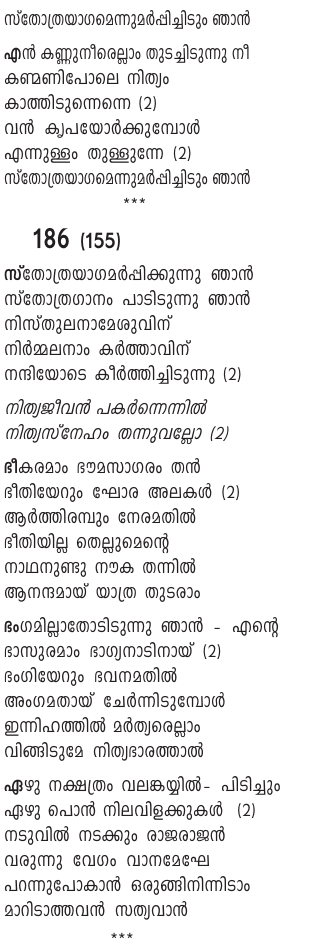 സ്തോത്രയാഗമെന്നുമർപ്പിച്ചിടും ഞാൻ
എൻ കണ്ണുനീരെല്ലാം തുടച്ചിടുന്നു നീ
കണ്മണിപോലെ നിത്യം
കാത്തിടുന്നെന്നെ (2)
വൻ കൃപയോർക്കുമ്പോൾ
എന്നുള്ളം തുള്ളുന്നേ (2)
സ്തോത്രയാഗമെന്നുമർപ്പിച്ചിടും ഞാൻ
***
186 (155)
സ്തോത്രയാഗമർപ്പിക്കുന്നു ഞാൻ
സ്തോത്രഗാനം പാടിടുന്നു ഞാൻ
നിസ്തുലനാമേശുവിന്
നിർമ്മലനാം കർത്താവിന്
നന്ദിയോടെ കീർത്തിച്ചിടുന്നു (2)
നിത്യജീവൻ പകർന്നെന്നിൽ
നിത്യസ്നേഹം തന്നുവല്ലോ (2)
ഭീകരമാം ഭൗമസാഗരം തൻ
ഭീതിയേറും ഘോര അലകൾ (2)
ആർത്തിരമ്പും നേരമതിൽ
ഭീതിയില്ല തെല്ലുമെന്റെ
നാഥനുണ്ടു നൗക തന്നിൽ
ആനന്ദമായ് യാത്ര തുടരാം
ഭംഗമില്ലാതോടിടുന്നു ഞാൻ - എന്റെ
ഭാസുരമാം ഭാഗ്യനാടിനായ് (2)
ഭംഗിയേറും ഭവനമതിൽ
അംഗമതായ് ചേർന്നിടുമ്പോൾ
ഇന്നിഹത്തിൽ മർത്യരെല്ലാം
വിങ്ങിടുമേ നിത്യഭാരത്താൽ
ഏഴു നക്ഷത്രം വലങ്കയ്യിൽ- പിടിച്ചും
ഏഴു പൊൻ നിലവിളക്കുകൾ (2)
നടുവിൽ നടക്കും രാജരാജൻ
വരുന്നു വേഗം വാനമേഘേ
പറന്നുപോകാൻ ഒരുങ്ങിനിന്നിടാം
മാറിടാത്തവൻ സത്യവാൻ
***